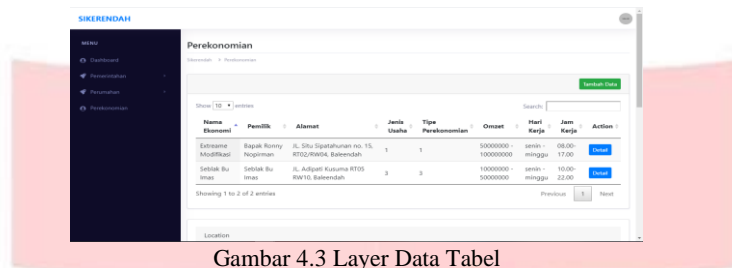 SIKERENDAH
MENU
Dashboard
Pemerintahan
Perumahan
Perekonomian
Perekonomian
Sikerendah > Perekonomian
Tambah Data
Show 10 entries
Search:
Nama Ekonomi Pemilik Alamat Jenis Usaha Tipe Perekonomian Omzet Hari Kerja Jam Kerja Action
Extreame Modifikasi Bapak Ronny Nopirman JL. Situ Sipatahunan no. 15, RT02/RW04, Baleendah 1 1 50000000 - 100000000 senin - minggu 08.00- 17.00 Detail
Seblak Bu Imas Seblak Bu Imas JL. Adipati Kusuma RT05 RW10, Baleendah 3 3 10000000 - 50000000 senin - minggu 10.00- 22.00 Detail
Showing 1 to 2 of 2 entries
Previous 1 Next
Location
Gambar 4.3 Layer Data Tabel